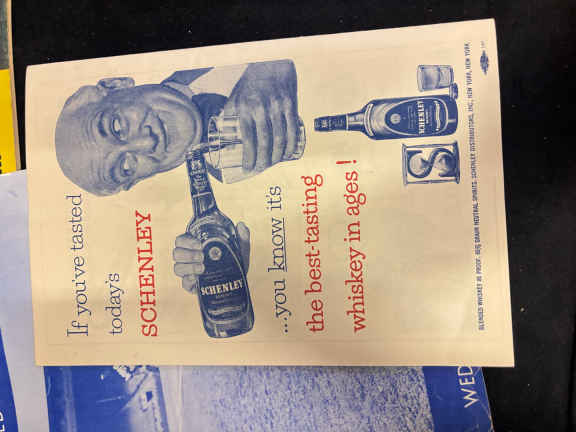 If you've tasted
today's
SCHENLEY
SCHENLEY
...you know it's
the best-tasting
whiskey in ages!
SCHENLEY
BLENDED WHISKEY 86 PROOF. 65% GRAIN NEUTRAL SPIRITS. SCHENLEY DISTRIBUTORS, INC., NEW YORK, NEW YORK
WED